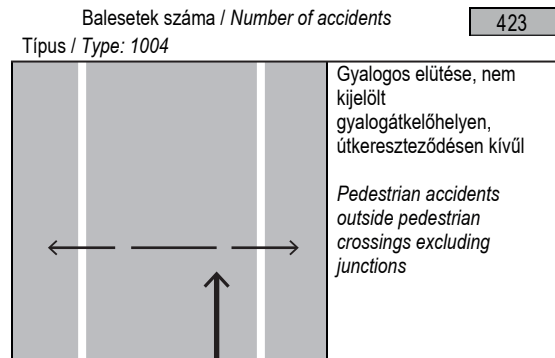 Balesetek száma / Number of accidents 423
Típus / Type: 1004
Gyalogos elütése, nem
kijelölt
gyalogátkelőhelyen,
útkereszteződésen kívűl
Pedestrian accidents
outside pedestrian
crossings excluding
junctions